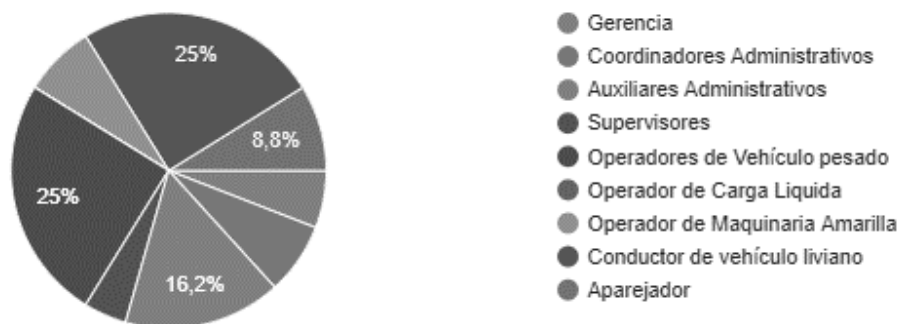 25%
8,8%
25%
16,2%
Gerencia
Coordinadores Administrativos
Auxiliares Administrativos
Supervisores
Operadores de Vehículo pesado
Operador de Carga Liquida
Operador de Maquinaria Amarilla
Conductor de vehículo liviano
Aparejador